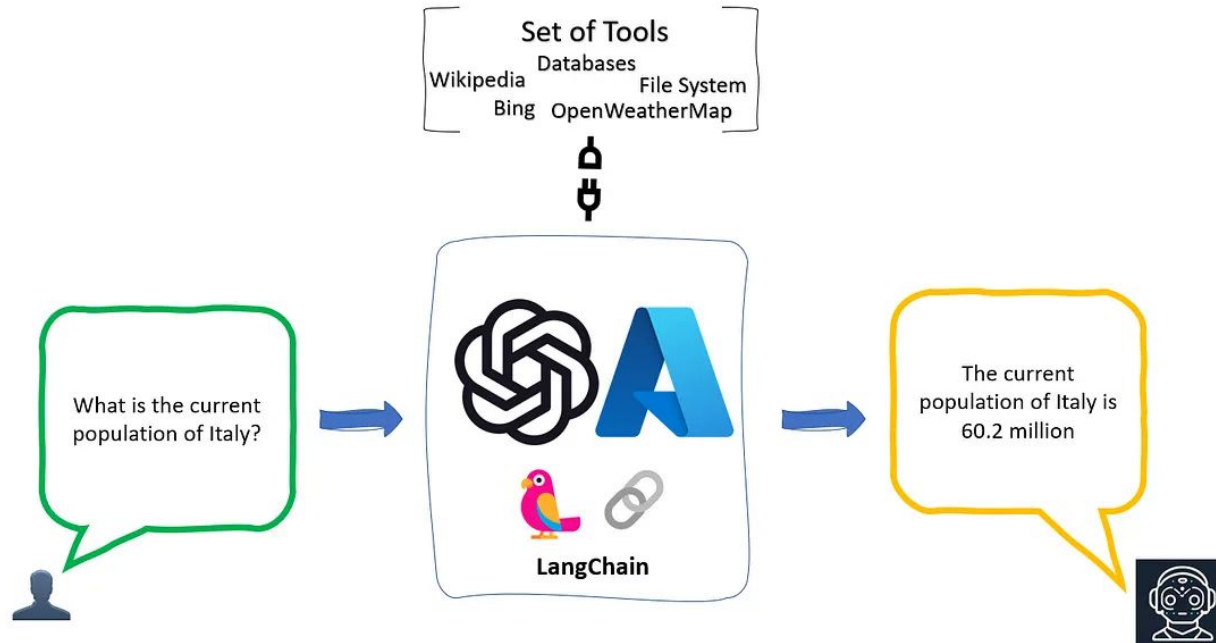 Set of Tools
Databases
Wikipedia
File System
Bing
OpenWeatherMap
What is the current
population of Italy?
The current
population of Italy is
60.2 million
LangChain